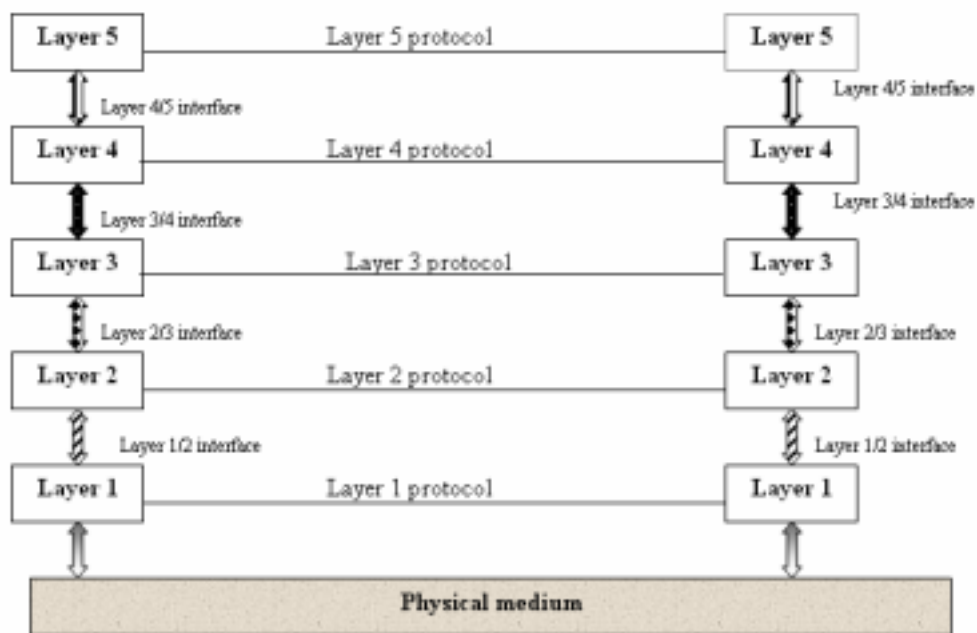 Layer 5 Layer 5 protocol Layer 5
Layer 4/5 interface Layer 4/5 interface
Layer 4 Layer 4 protocol Layer 4
Layer 3/4 interface Layer 3/4 interface
Layer 3 Layer 3 protocol Layer 3
Layer 2/3 interface Layer 2/3 interface
Layer 2 Layer 2 protocol Layer 2
Layer 1/2 interface Layer 1/2 interface
Layer 1 Layer 1 protocol Layer 1
Physical medium